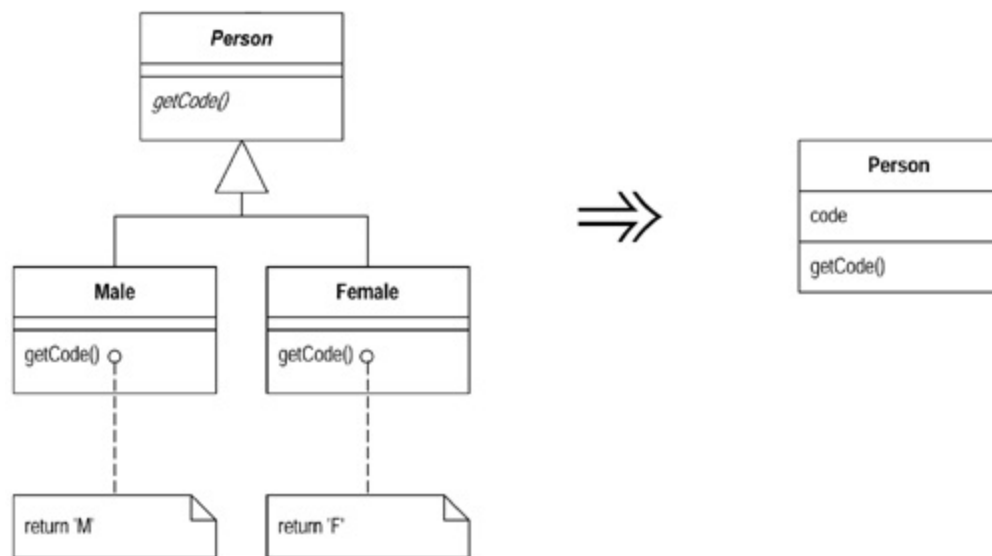 Person
getCode()
Person
code
getCode()
Male
Female
getCode()
getCode()
return 'M'
return 'F'